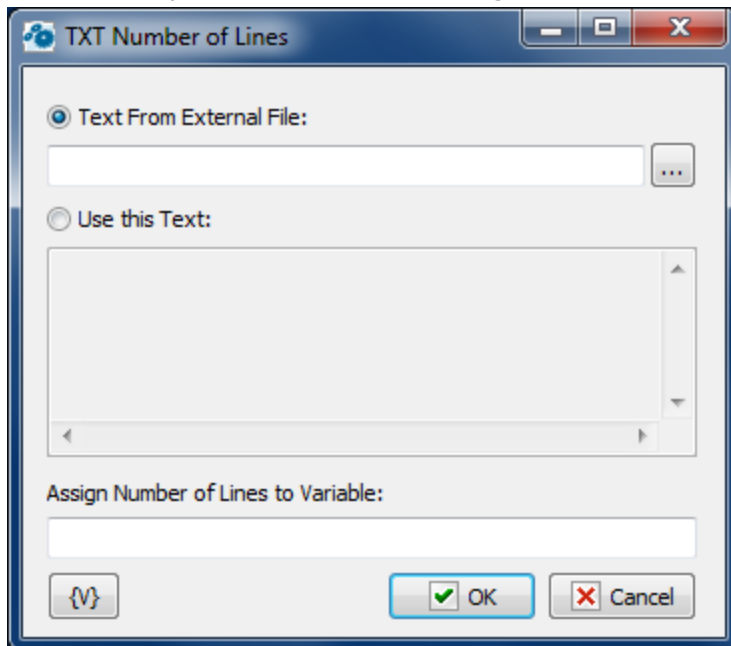 TXT Number of Lines
Text From External File:
...
Use this Text:
Assign Number of Lines to Variable:
{V} OK Cancel